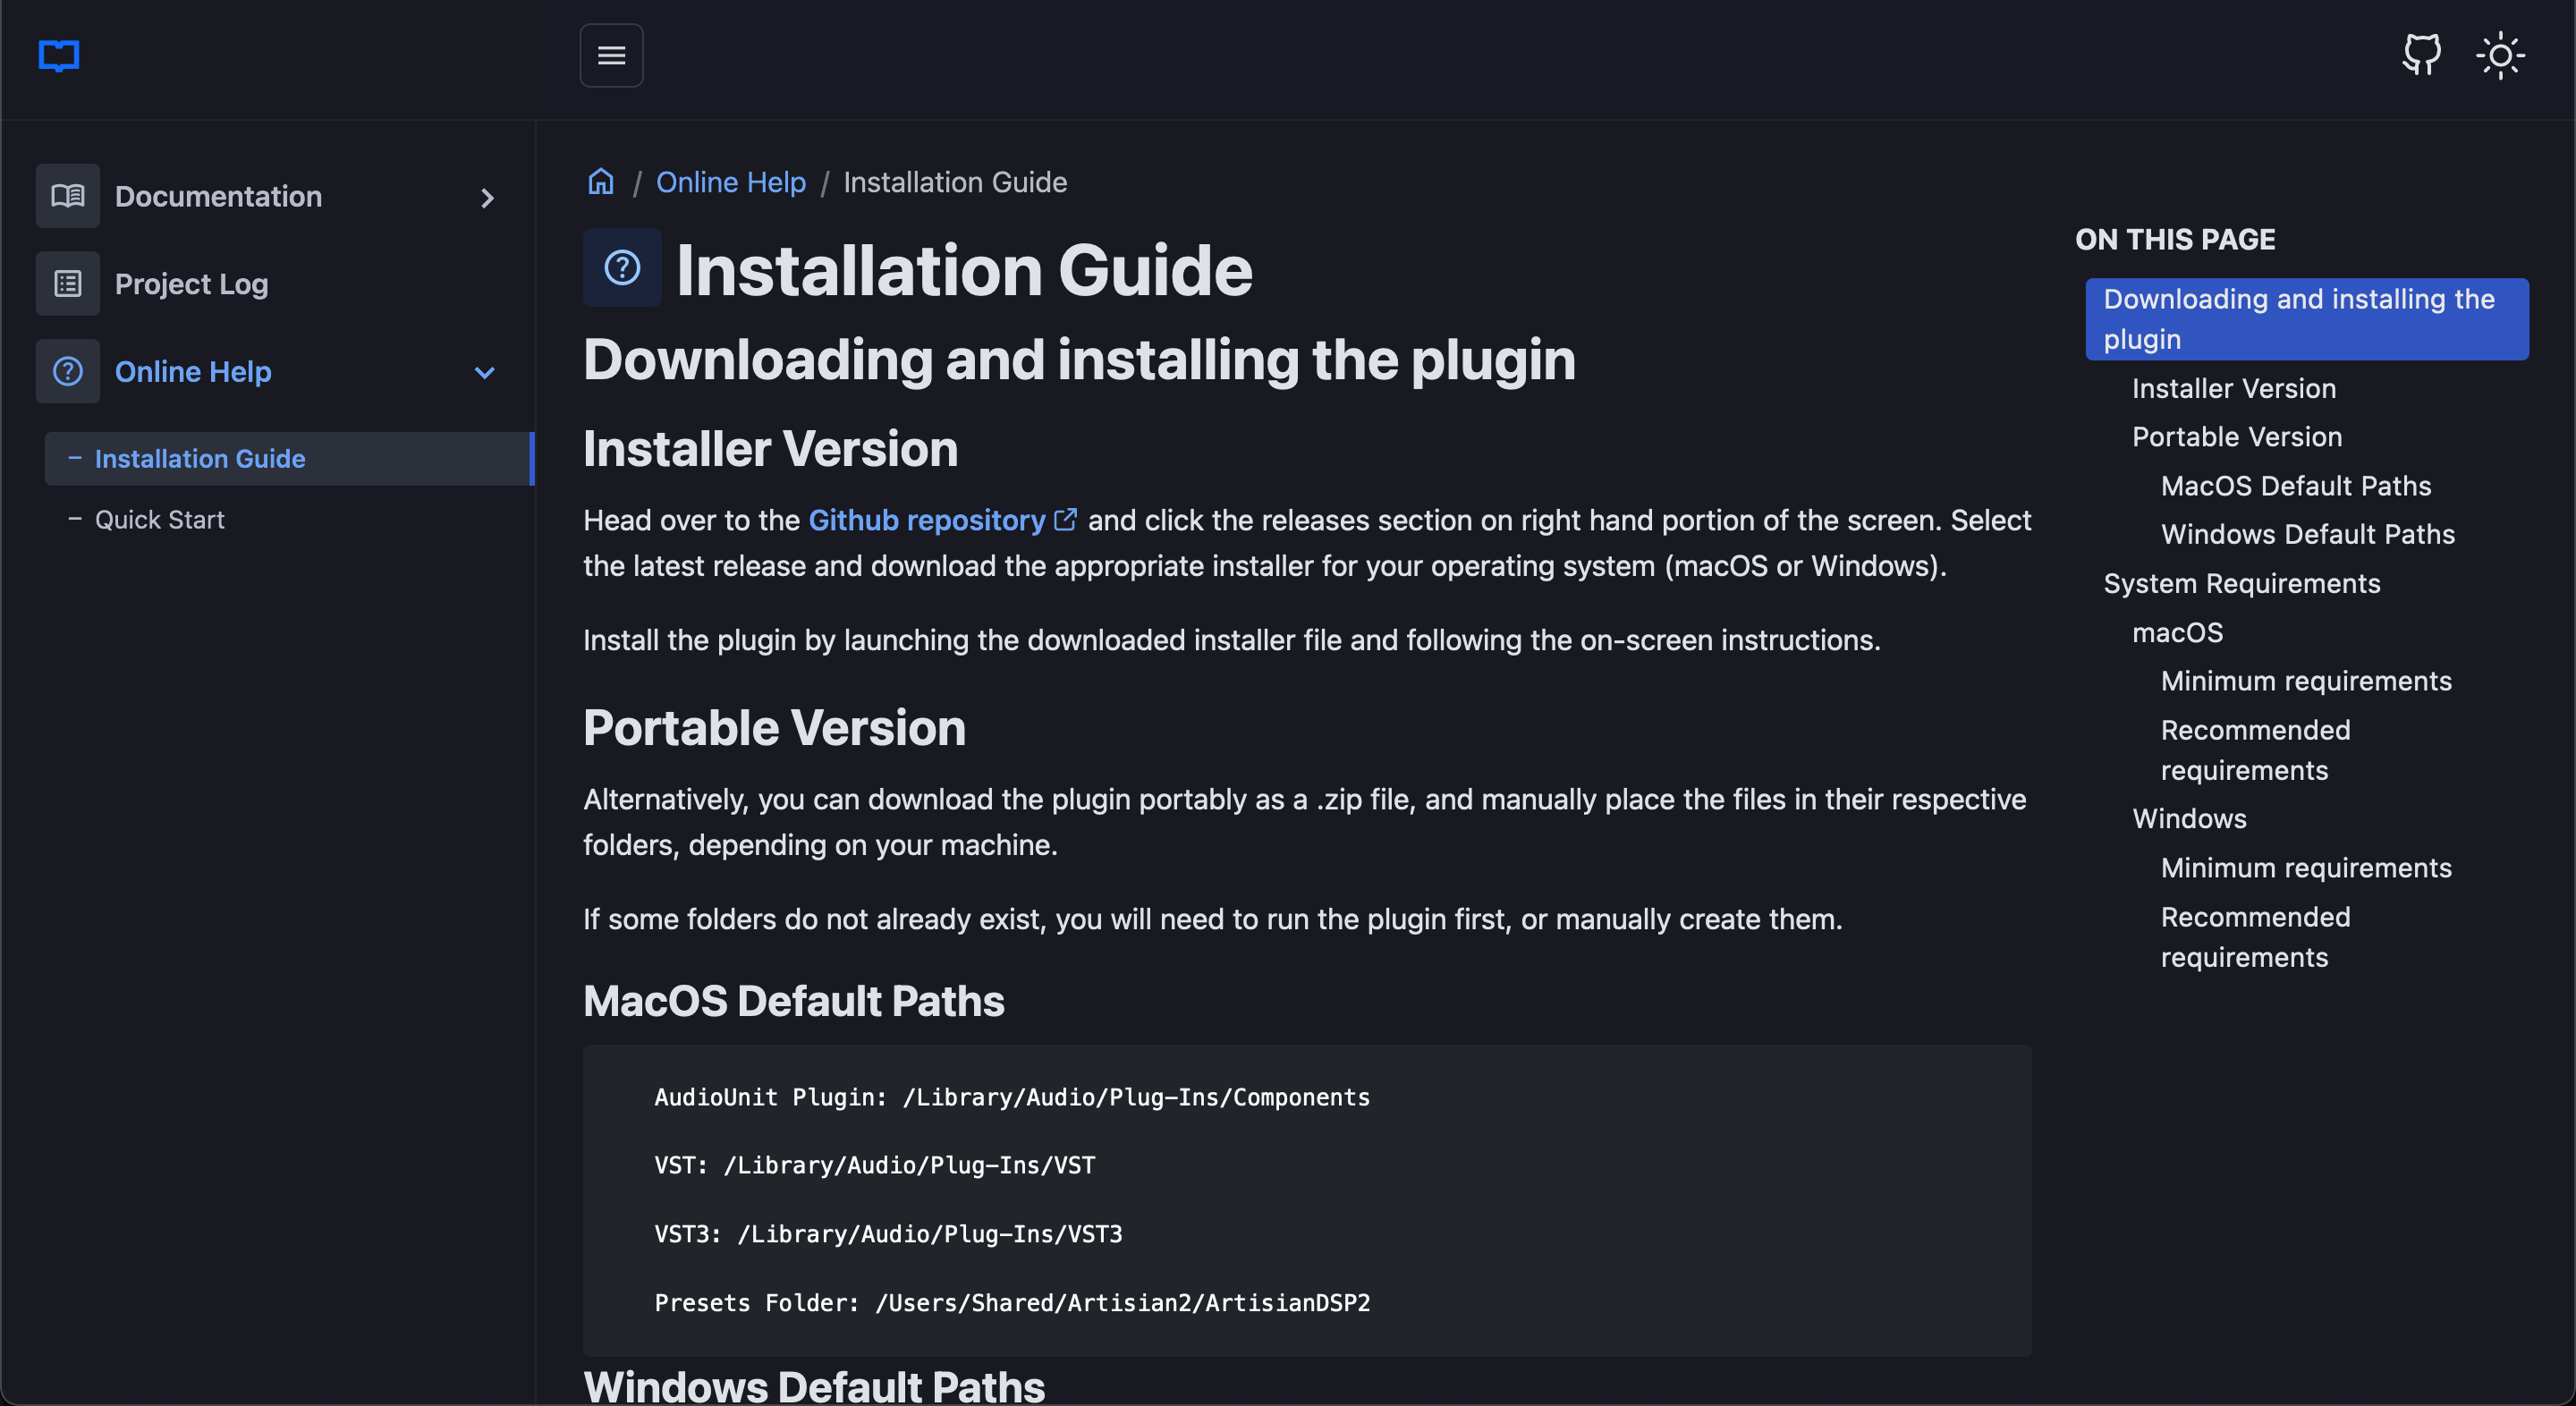 Documentation
Project Log
Online Help
– Installation Guide
– Quick Start
/ Online Help / Installation Guide
Installation Guide
Downloading and installing the plugin
Installer Version
Head over to the Github repository and click the releases section on right hand portion of the screen. Select
the latest release and download the appropriate installer for your operating system (macOS or Windows).
Install the plugin by launching the downloaded installer file and following the on-screen instructions.
Portable Version
Alternatively, you can download the plugin portably as a .zip file, and manually place the files in their respective
folders, depending on your machine.
If some folders do not already exist, you will need to run the plugin first, or manually create them.
MacOS Default Paths
AudioUnit Plugin: /Library/Audio/Plug-Ins/Components
VST: /Library/Audio/Plug-Ins/VST
VST3: /Library/Audio/Plug-Ins/VST3
Presets Folder: /Users/Shared/Artisian2/ArtisianDSP2
Windows Default Paths
ON THIS PAGE
Downloading and installing the
plugin
Installer Version
Portable Version
MacOS Default Paths
Windows Default Paths
System Requirements
macOS
Minimum requirements
Recommended
requirements
Windows
Minimum requirements
Recommended
requirements